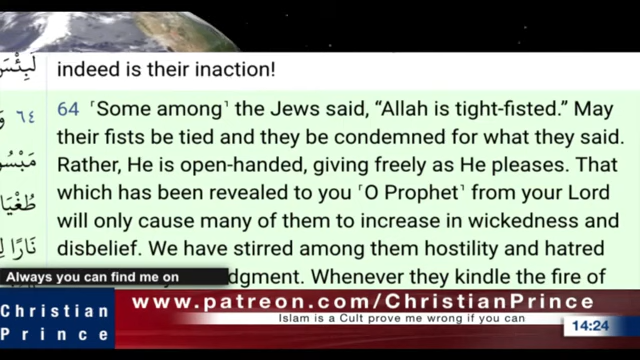 indeed is their inaction!
64 ˹Some among˺ the Jews said, “Allah is tight-fisted.” May
their fists be tied and they be condemned for what they said.
Rather, He is open-handed, giving freely as He pleases. That
which has been revealed to you ˹O Prophet˺ from your Lord
will only cause many of them to increase in wickedness and
disbelief. We have stirred among them hostility and hatred
Whenever they kindle the fire of
٦٤
Always you can find me on
www.patreon.com/ChristianPrince
Islam is a Cult prove me wrong if you can
Christian
Prince
14:24